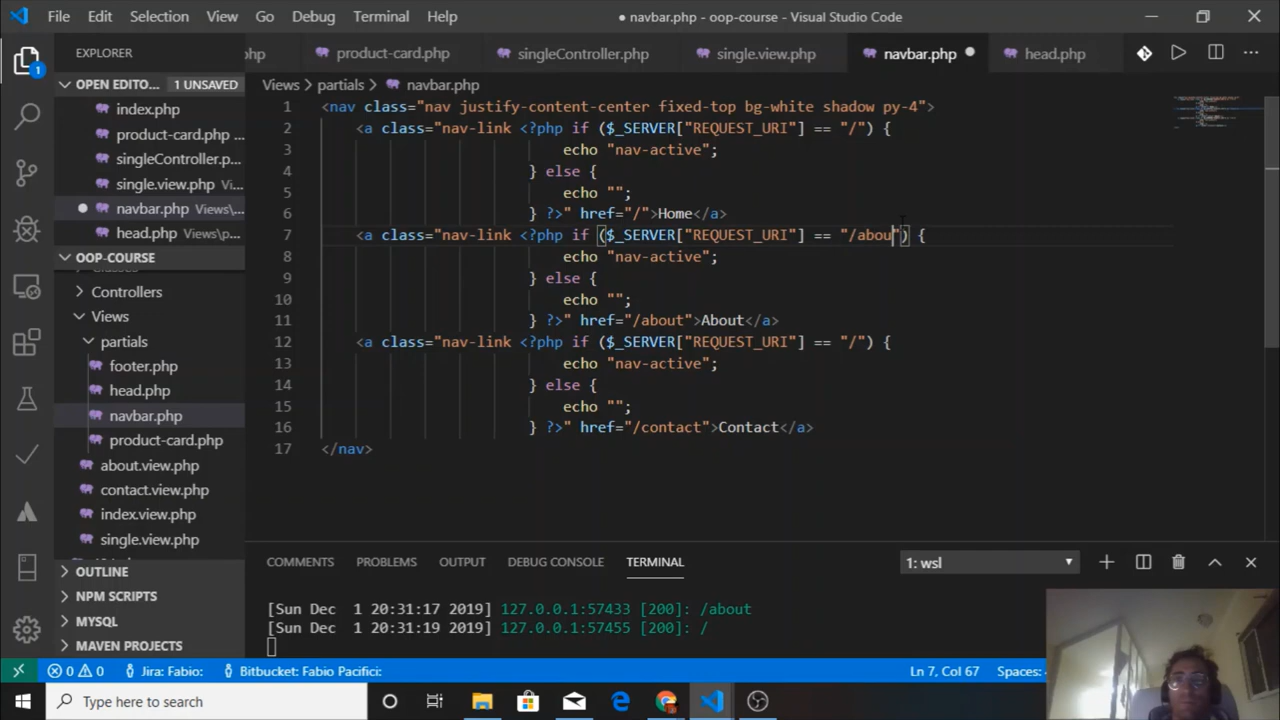 File Edit Selection View Go Debug Terminal Help
● navbar.php - oop-course - Visual Studio Code
EXPLORER
OPEN EDITO... 1 UNSAVED
index.php
product-card.php ...
singleController.p...
single.view.php Vi...
navbar.php Views\...
head.php Views\p...
OOP-COURSE
Controllers
Views
partials
footer.php
head.php
navbar.php
product-card.php
about.view.php
contact.view.php
index.view.php
single.view.php
OUTLINE
NPM SCRIPTS
MYSQL
MAVEN PROJECTS
hp product-card.php singleController.php single.view.php navbar.php head.php
Views > partials > navbar.php
1 <nav class="nav justify-content-center fixed-top bg-white shadow py-4">
2 <a class="nav-link <?php if ($_SERVER["REQUEST_URI"] == "/") {
3 echo "nav-active";
4 } else {
5 echo "";
6 } ?>" href="/">Home</a>
7 <a class="nav-link <?php if ($_SERVER["REQUEST_URI"] == "/abou") {
8 echo "nav-active";
9 } else {
10 echo "";
11 } ?>" href="/about">About</a>
12 <a class="nav-link <?php if ($_SERVER["REQUEST_URI"] == "/") {
13 echo "nav-active";
14 } else {
15 echo "";
16 } ?>" href="/contact">Contact</a>
17 </nav>
COMMENTS PROBLEMS OUTPUT DEBUG CONSOLE TERMINAL 1: wsl
[Sun Dec 1 20:31:17 2019] 127.0.0.1:57433 [200]: /about
[Sun Dec 1 20:31:19 2019] 127.0.0.1:57455 [200]: /
0 0 Jira: Fabio: Bitbucket: Fabio Pacifici: Ln 7, Col 67 Spaces:
Type here to search